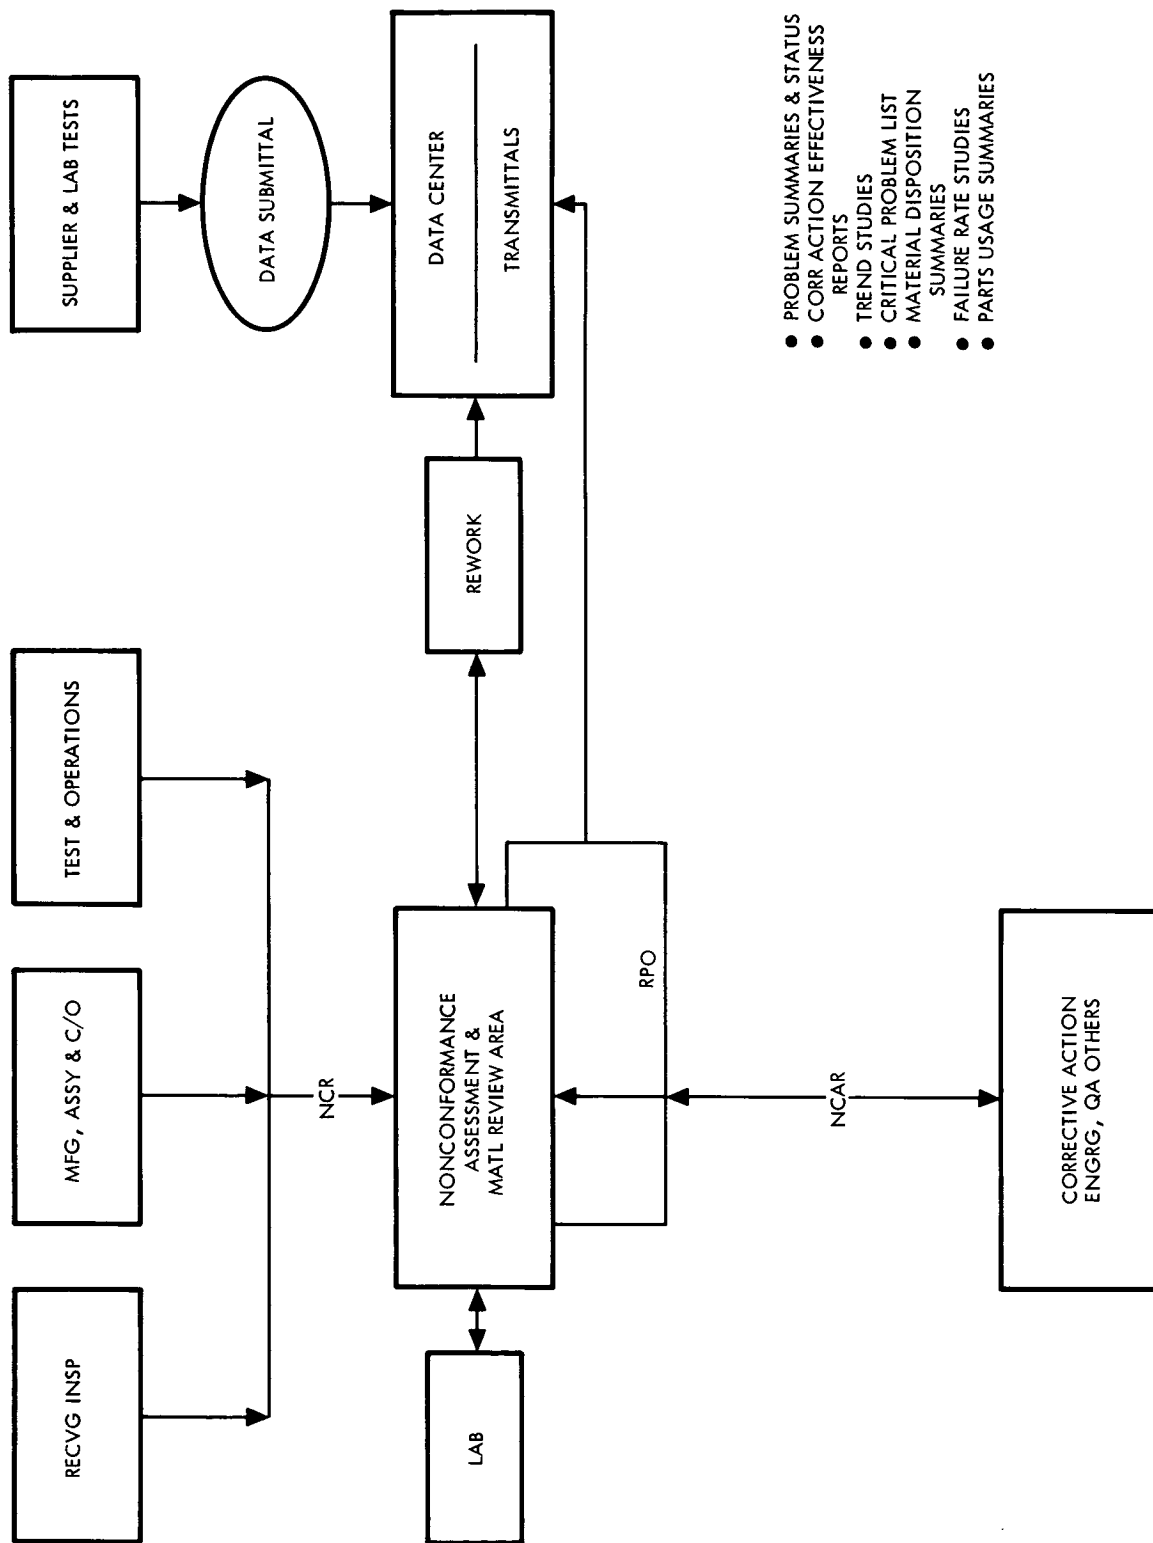 RECVG INSP
MFG, ASSY & C/O
TEST & OPERATIONS
SUPPLIER & LAB TESTS
DATA SUBMITTAL
NCR
LAB
NONCONFORMANCE
ASSESSMENT &
MATL REVIEW AREA
REWORK
DATA CENTER
TRANSMITTALS
RPO
NCAR
CORRECTIVE ACTION
ENGRG, QA OTHERS
● PROBLEM SUMMARIES & STATUS
● CORR ACTION EFFECTIVENESS
REPORTS
● TREND STUDIES
● CRITICAL PROBLEM LIST
● MATERIAL DISPOSITION
SUMMARIES
● FAILURE RATE STUDIES
● PARTS USAGE SUMMARIES